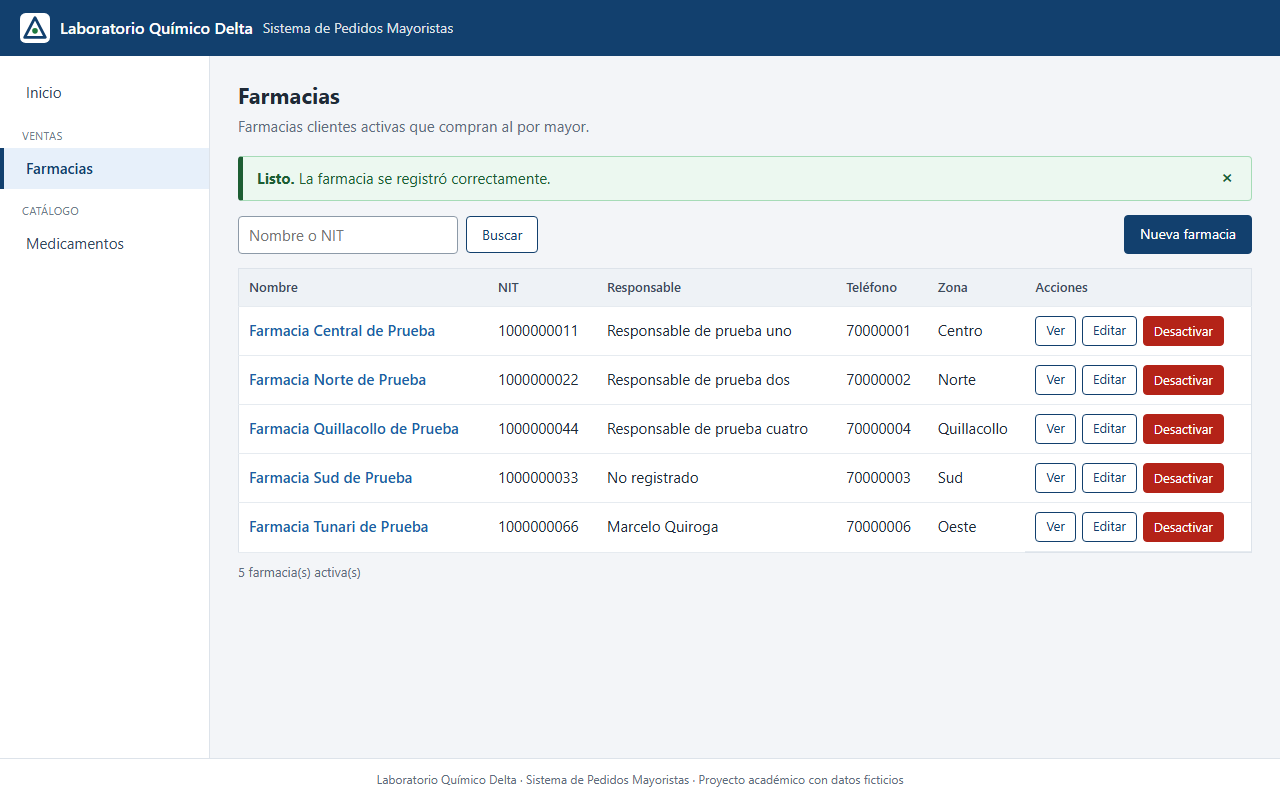 Laboratorio Químico Delta Sistema de Pedidos Mayoristas
Inicio
VENTAS
Farmacias
CATÁLOGO
Medicamentos
Farmacias
Farmacias clientes activas que compran al por mayor.
Listo. La farmacia se registró correctamente. ×
Nombre o NIT Buscar Nueva farmacia
Nombre NIT Responsable Teléfono Zona Acciones
Farmacia Central de Prueba 1000000011 Responsable de prueba uno 70000001 Centro Ver Editar Desactivar
Farmacia Norte de Prueba 1000000022 Responsable de prueba dos 70000002 Norte Ver Editar Desactivar
Farmacia Quillacollo de Prueba 1000000044 Responsable de prueba cuatro 70000004 Quillacollo Ver Editar Desactivar
Farmacia Sud de Prueba 1000000033 No registrado 70000003 Sud Ver Editar Desactivar
Farmacia Tunari de Prueba 1000000066 Marcelo Quiroga 70000006 Oeste Ver Editar Desactivar
5 farmacia(s) activa(s)
Laboratorio Químico Delta · Sistema de Pedidos Mayoristas · Proyecto académico con datos ficticios